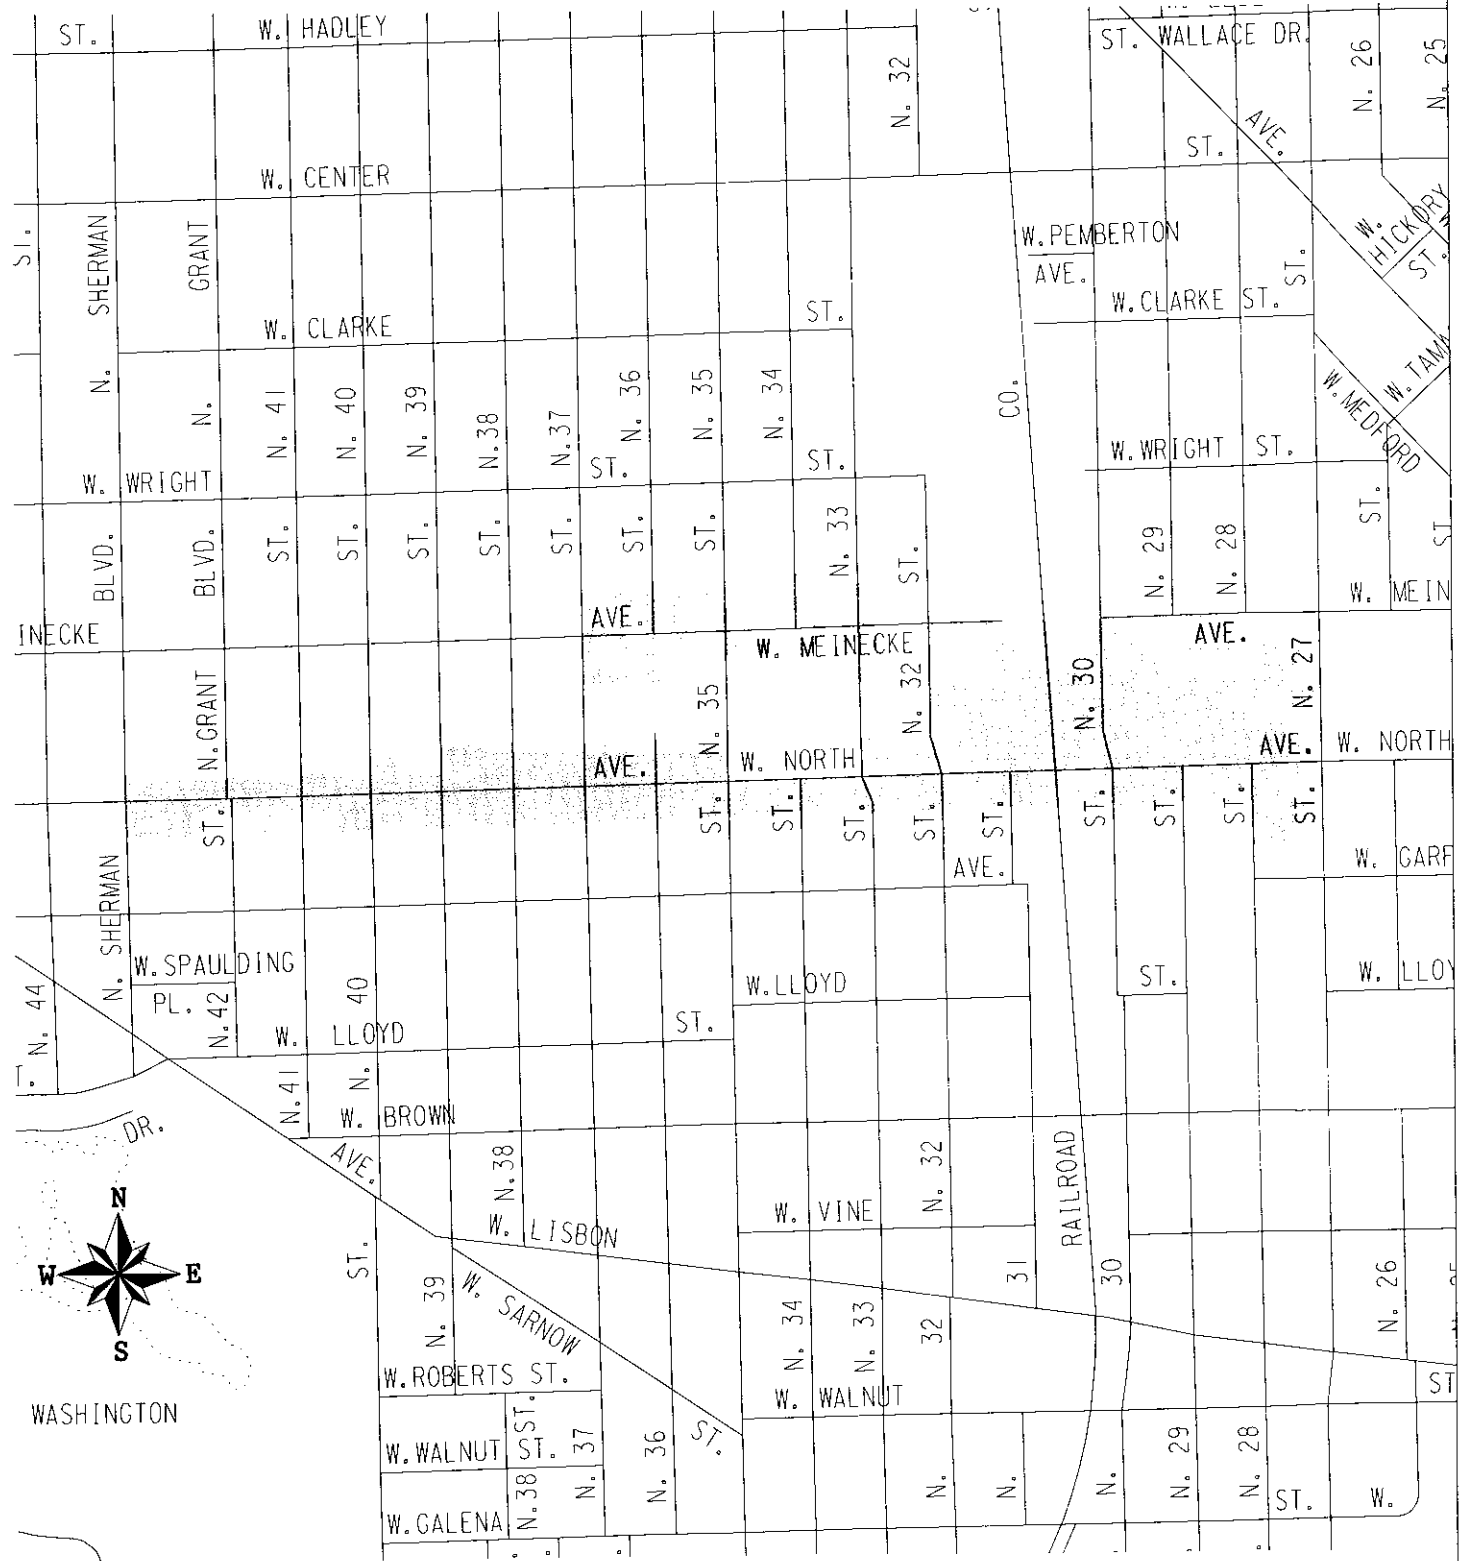 ST.
W. HADLEY
ST. WALLACE DR.
N. 32
N. 26
N. 25
AVE.
ST.
W. CENTER
ST.
N. SHERMAN
GRANT
W. PEMBERTON
AVE.
W. HICKORY
ST.
ST.
W. CLARKE
ST.
W. CLARKE ST.
CO.
N.
N. 41
N. 40
N. 39
N. 38
N. 37
N. 36
N. 35
N. 34
W. MEDFORD
W. TAMA
W. WRIGHT
ST.
ST.
W. WRIGHT ST.
BLVD.
BLVD.
ST.
ST.
ST.
ST.
ST.
ST.
ST.
N. 33
ST.
N. 29
N. 28
ST.
ST
INECKE
AVE.
W. MEINECKE
AVE.
W. MEIN
N. GRANT
N. 35
N. 32
N. 30
N. 27
AVE.
W. NORTH
AVE.
W. NORTH
ST.
ST.
ST.
ST.
ST.
ST.
ST.
ST.
ST.
ST.
AVE.
W. GARF
N. SHERMAN
W. SPAULDING
PL.
N. 42
N. 44
T.
40
N.
W. LLOYD
ST.
W. LLOYD
ST.
W. LLOY
N. 41
W. BROWN
DR.
AVE.
N. 38
N. 32
RAILROAD
W. LISBON
W. VINE
N
W E
S
ST.
N. 39
W. SARNOW
ST.
31
30
N. 34
N. 33
32
N. 26
W. ROBERTS ST.
W. WALNUT
ST
WASHINGTON
W. WALNUT ST.
ST.
N. 38
N. 37
N. 36
N.
N.
N.
N. 29
N. 28
W. GALENA
ST.
W.